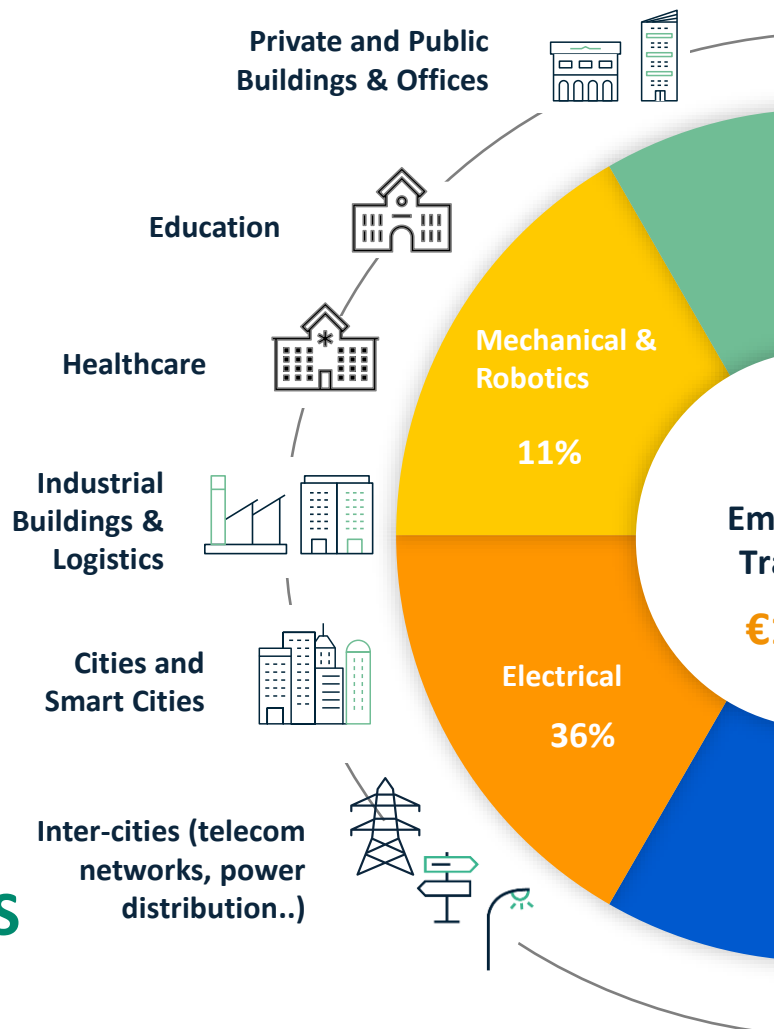 Private and Public
Buildings & Offices
Education
Healthcare
Mechanical &
Robotics
11%
Industrial
Buildings &
Logistics
Cities and
Smart Cities
Electrical
36%
Inter-cities (telecom
networks, power
distribution..)